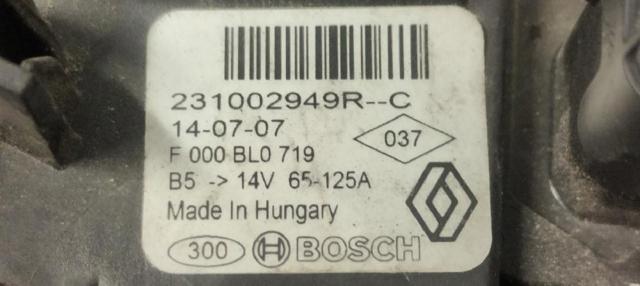 231002949R--C
14-07-07
037
F 000 BL0 719
B5 -> 14V 65-125A
Made In Hungary
300 BOSCH